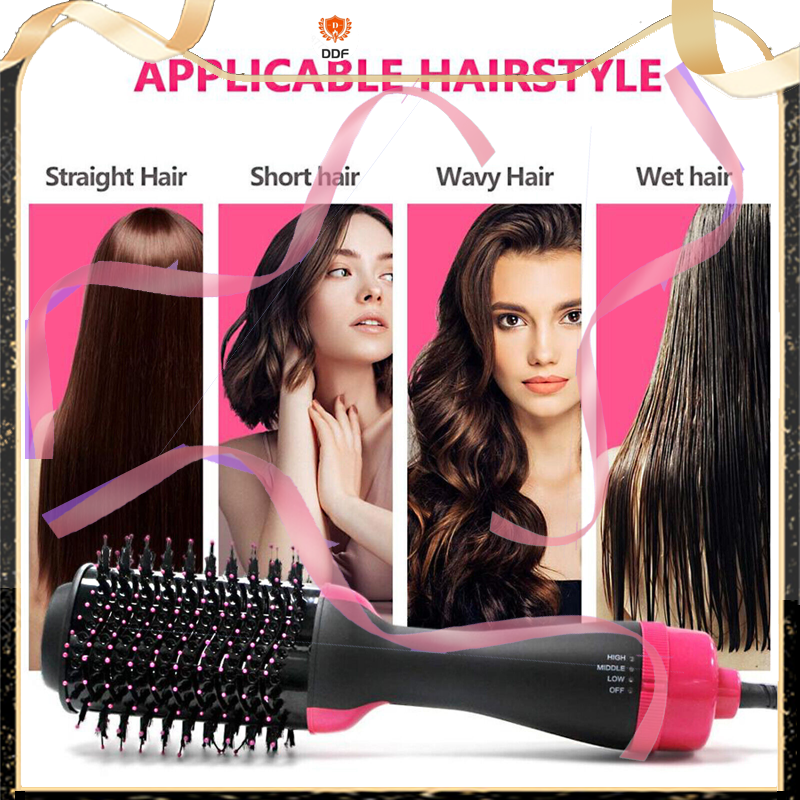 DDF
APPLICABLE HAIRSTYLE
Straight Hair
Short hair
Wavy Hair
Wet hair
HIGH
MIDDLE
LOW
OFF